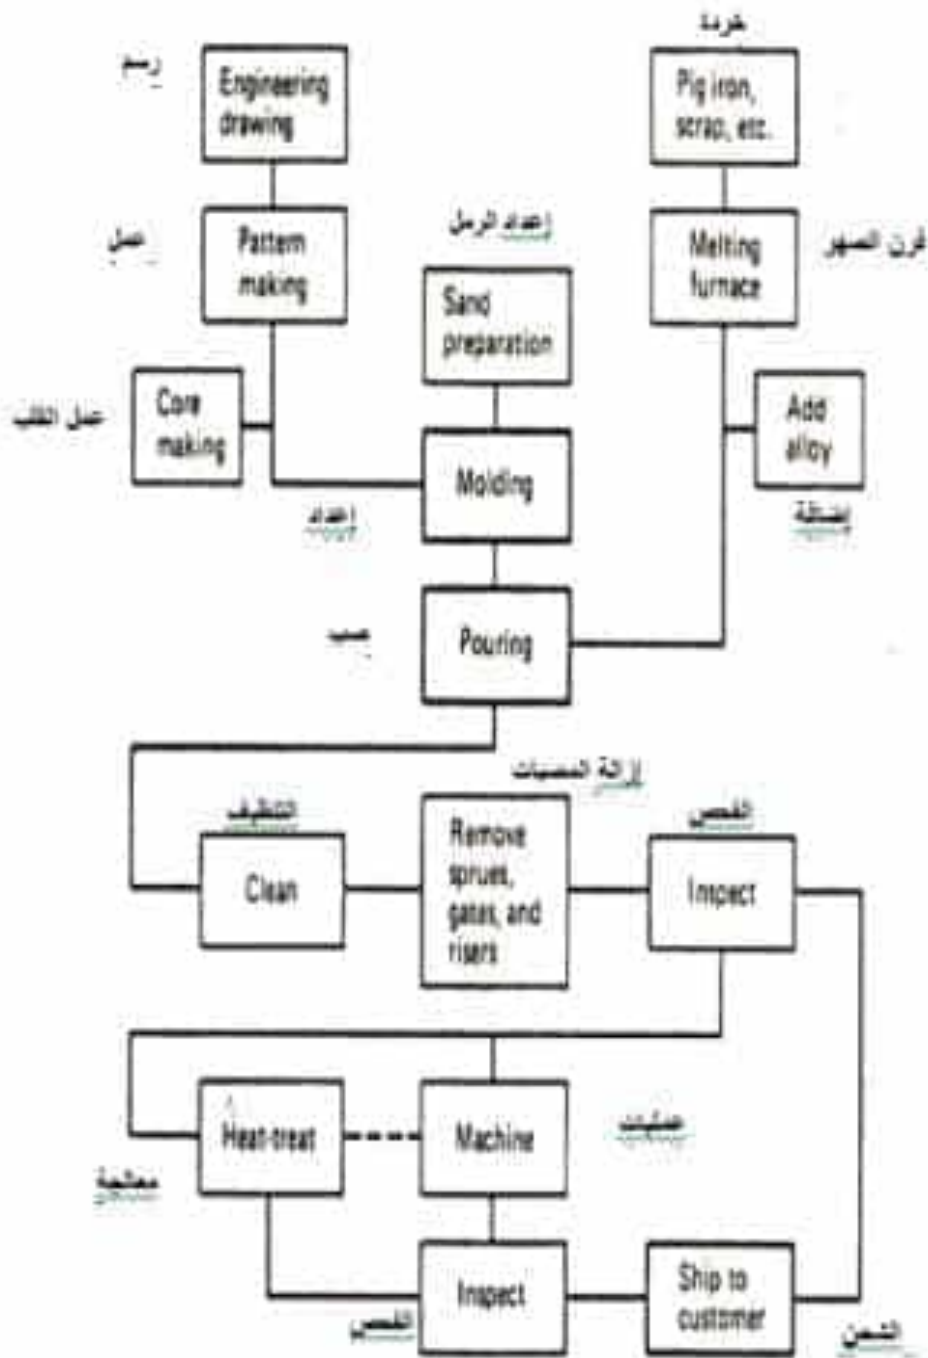 خردة
رسم
Engineering
drawing
Pig iron,
scrap, etc.
إعداد الرمل
عمل
Pattern
making
Melting
furnace
فرن الصهر
Sand
preparation
عمل القلب
Core
making
Add
alloy
Molding
إعداد
إضافة
صب
Pouring
إزالة المصبات
التنظيف
الفحص
Clean
Remove
sprues,
gates, and
risers
Inspect
Heat-treat
Machine
عمليات
معالجة
Inspect
Ship to
customer
الفحص
الشحن